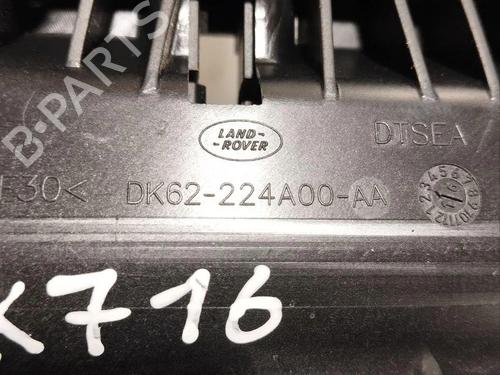 B-PARTS
LAND-
ROVER
DTSEA
30<
DK62-224A00-AA
716